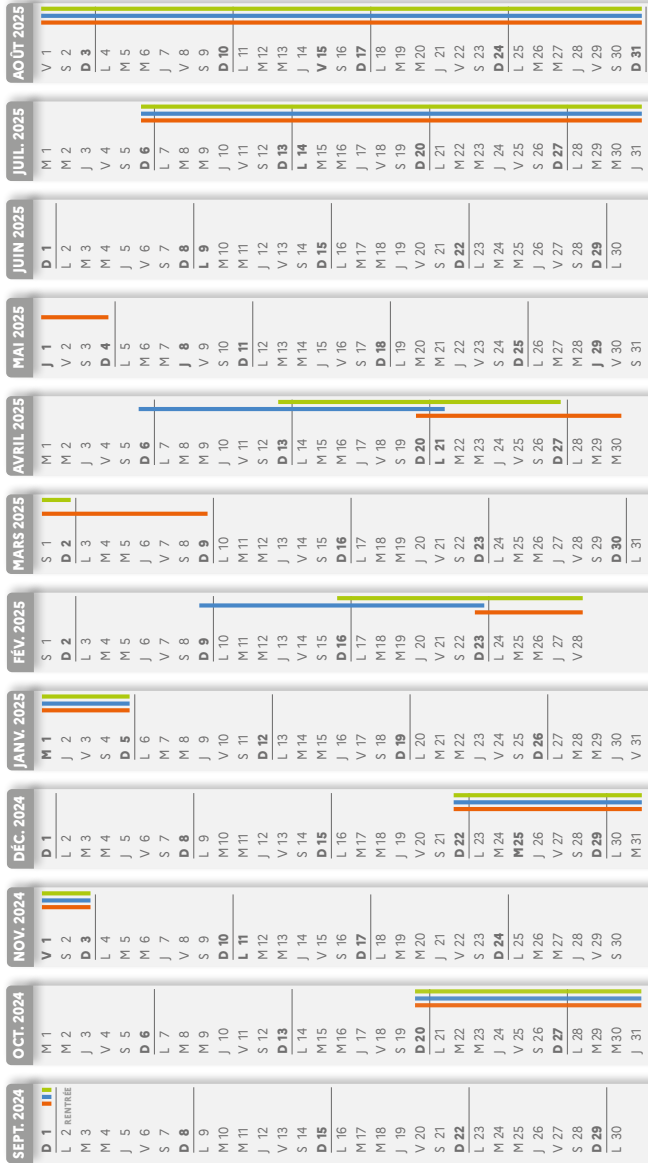 SEPT. 2024
D 1
L 2 RENTRÉE
M 3
M 4
J 5
V 6
S 7
D 8
L 9
M 10
M 11
J 12
V 13
S 14
D 15
L 16
M 17
M 18
J 19
V 20
S 21
D 22
L 23
M 24
M 25
J 26
V 27
S 28
D 29
L 30
OCT. 2024
M 1
M 2
J 3
V 4
S 5
D 6
L 7
M 8
M 9
J 10
V 11
S 12
D 13
L 14
M 15
M 16
J 17
V 18
S 19
D 20
L 21
M 22
M 23
J 24
V 25
S 26
D 27
L 28
M 29
M 30
J 31
NOV. 2024
V 1
S 2
D 3
L 4
M 5
M 6
J 7
V 8
S 9
D 10
L 11
M 12
M 13
J 14
V 15
S 16
D 17
L 18
M 19
M 20
J 21
V 22
S 23
D 24
L 25
M 26
M 27
J 28
V 29
S 30
DÉC. 2024
D 1
L 2
M 3
M 4
J 5
V 6
S 7
D 8
L 9
M 10
M 11
J 12
V 13
S 14
D 15
L 16
M 17
M 18
J 19
V 20
S 21
D 22
L 23
M 24
M 25
J 26
V 27
S 28
D 29
L 30
M 31
JANV. 2025
M 1
J 2
V 3
S 4
D 5
L 6
M 7
M 8
J 9
V 10
S 11
D 12
L 13
M 14
M 15
J 16
V 17
S 18
D 19
L 20
M 21
M 22
J 23
V 24
S 25
D 26
L 27
M 28
M 29
J 30
V 31
FÉV. 2025
S 1
D 2
L 3
M 4
M 5
J 6
V 7
S 8
D 9
L 10
M 11
M 12
J 13
V 14
S 15
D 16
L 17
M 18
M 19
J 20
V 21
S 22
D 23
L 24
M 25
M 26
J 27
V 28
MARS 2025
S 1
D 2
L 3
M 4
M 5
J 6
V 7
S 8
D 9
L 10
M 11
M 12
J 13
V 14
S 15
D 16
L 17
M 18
M 19
J 20
V 21
S 22
D 23
L 24
M 25
M 26
J 27
V 28
S 29
D 30
L 31
AVRIL 2025
M 1
M 2
J 3
V 4
S 5
D 6
L 7
M 8
M 9
J 10
V 11
S 12
D 13
L 14
M 15
M 16
J 17
V 18
S 19
D 20
L 21
M 22
M 23
J 24
V 25
S 26
D 27
L 28
M 29
M 30
MAI 2025
J 1
V 2
S 3
D 4
L 5
M 6
M 7
J 8
V 9
S 10
D 11
L 12
M 13
M 14
J 15
V 16
S 17
D 18
L 19
M 20
M 21
J 22
V 23
S 24
D 25
L 26
M 27
M 28
J 29
V 30
S 31
JUIN 2025
D 1
L 2
M 3
M 4
J 5
V 6
S 7
D 8
L 9
M 10
M 11
J 12
V 13
S 14
D 15
L 16
M 17
M 18
J 19
V 20
S 21
D 22
L 23
M 24
M 25
J 26
V 27
S 28
D 29
L 30
JUIL. 2025
M 1
M 2
J 3
V 4
S 5
D 6
L 7
M 8
M 9
J 10
V 11
S 12
D 13
L 14
M 15
M 16
J 17
V 18
S 19
D 20
L 21
M 22
M 23
J 24
V 25
S 26
D 27
L 28
M 29
M 30
J 31
AOÛT 2025
V 1
S 2
D 3
L 4
M 5
M 6
J 7
V 8
S 9
D 10
L 11
M 12
M 13
J 14
V 15
S 16
D 17
L 18
M 19
M 20
J 21
V 22
S 23
D 24
L 25
M 26
M 27
J 28
V 29
S 30
D 31